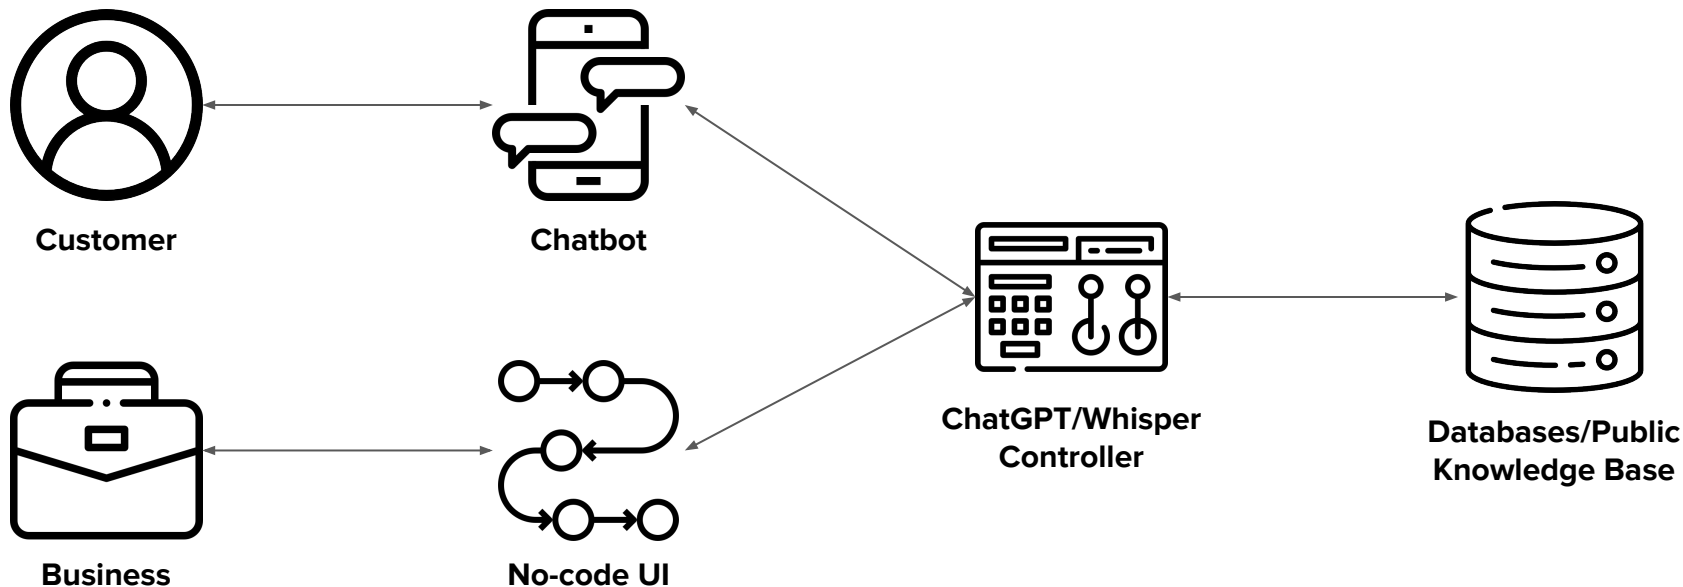 Customer
Chatbot
ChatGPT/Whisper
Controller
Databases/Public
Knowledge Base
Business
No-code UI